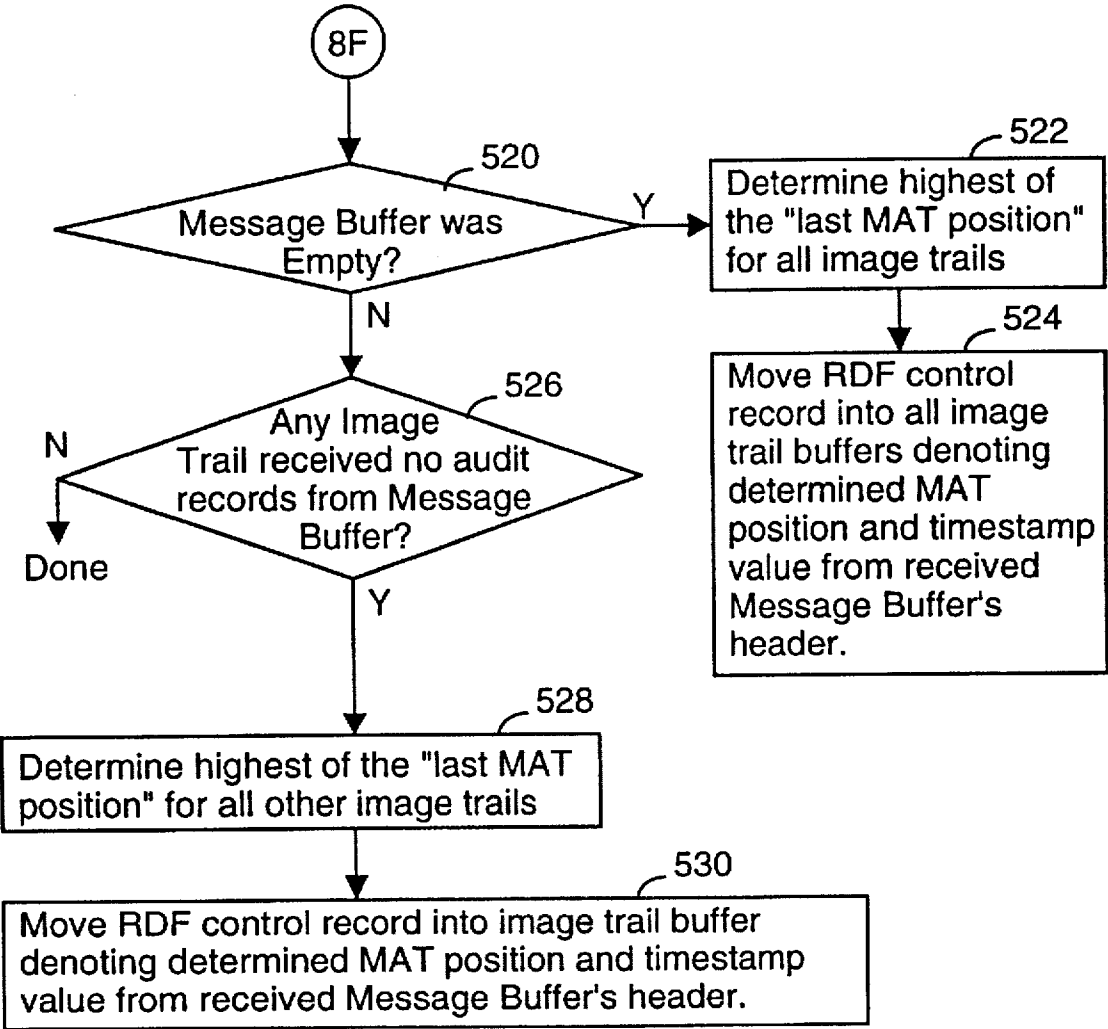 8F
520
Message Buffer was
Empty?
Y
522
Determine highest of
the "last MAT position"
for all image trails
524
Move RDF control
record into all image
trail buffers denoting
determined MAT
position and timestamp
value from received
Message Buffer's
header.
N
526
Any Image
Trail received no audit
records from Message
Buffer?
N
Done
Y
528
Determine highest of the "last MAT
position" for all other image trails
530
Move RDF control record into image trail buffer
denoting determined MAT position and timestamp
value from received Message Buffer's header.